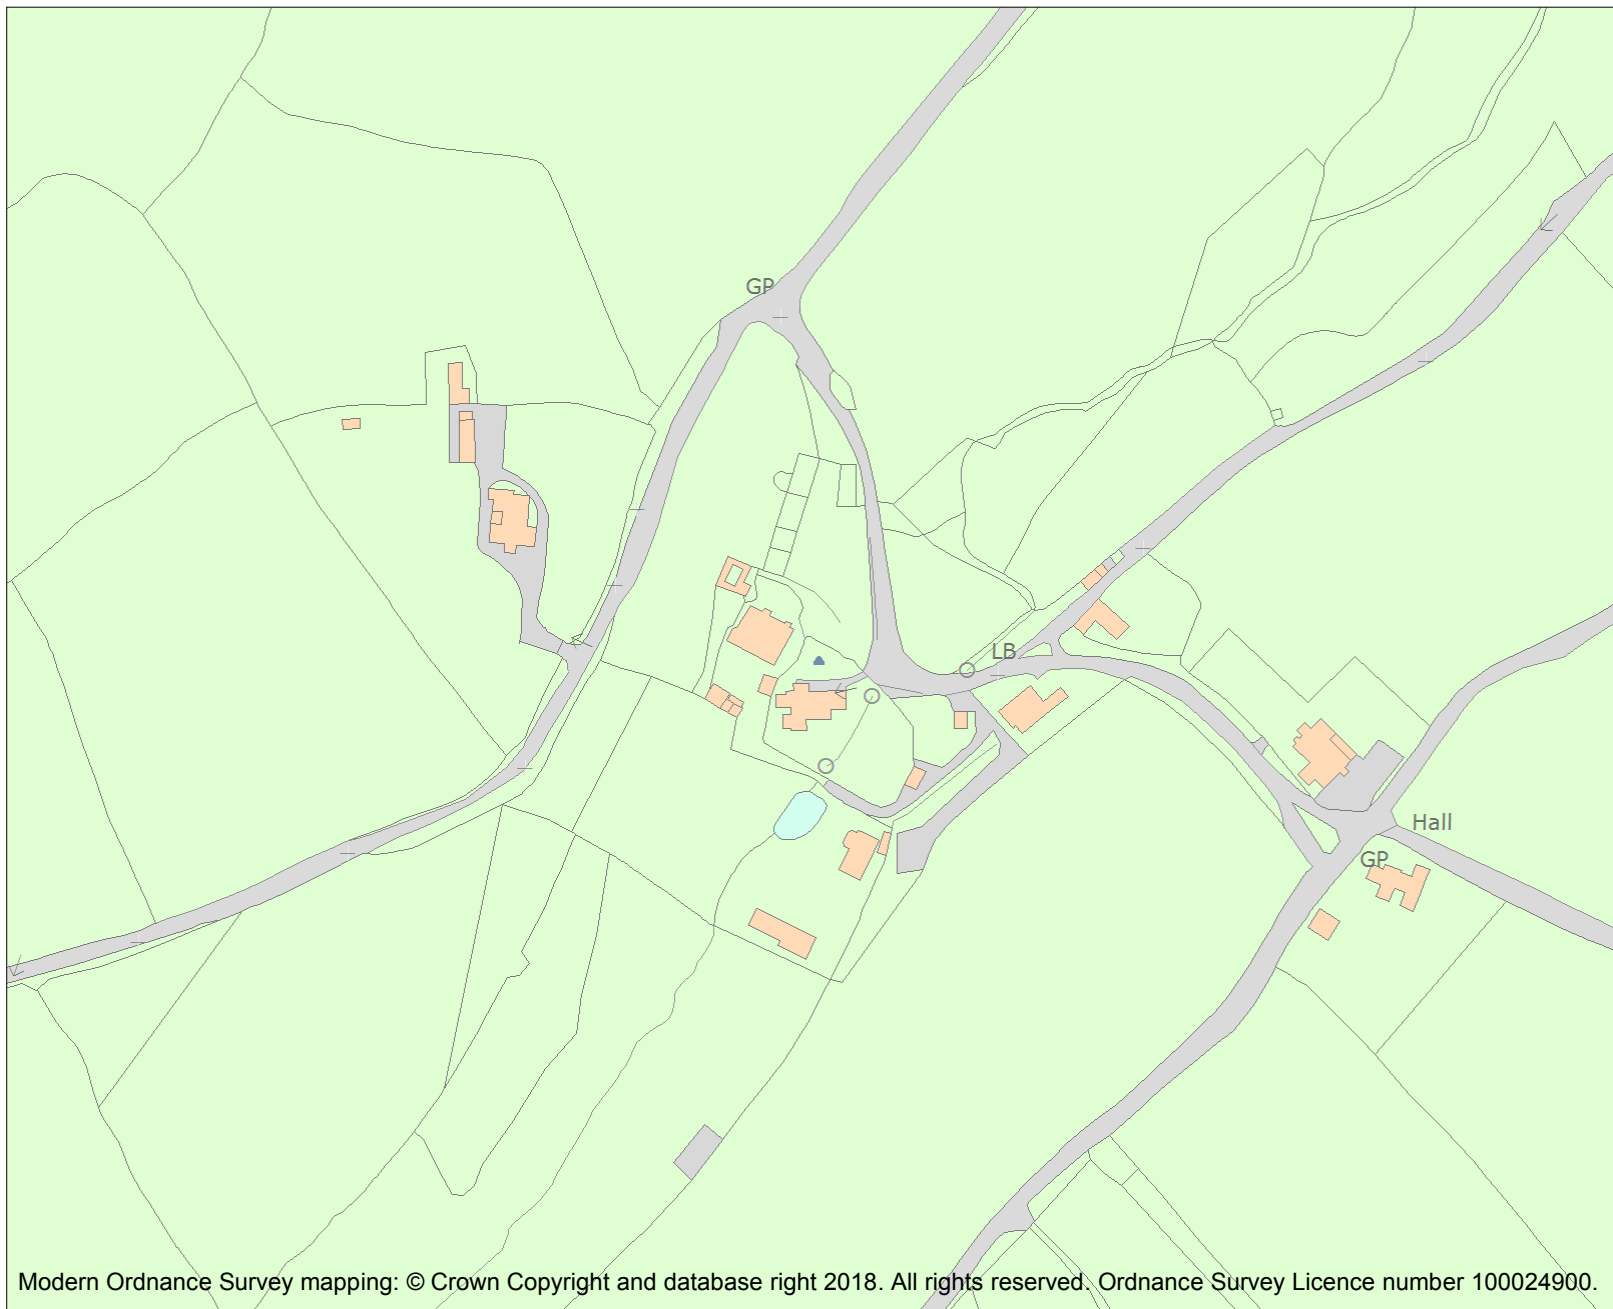 GP
LB
Hall
GP
Modern Ordnance Survey mapping: © Crown Copyright and database right 2018. All rights reserved. Ordnance Survey Licence number 100024900.